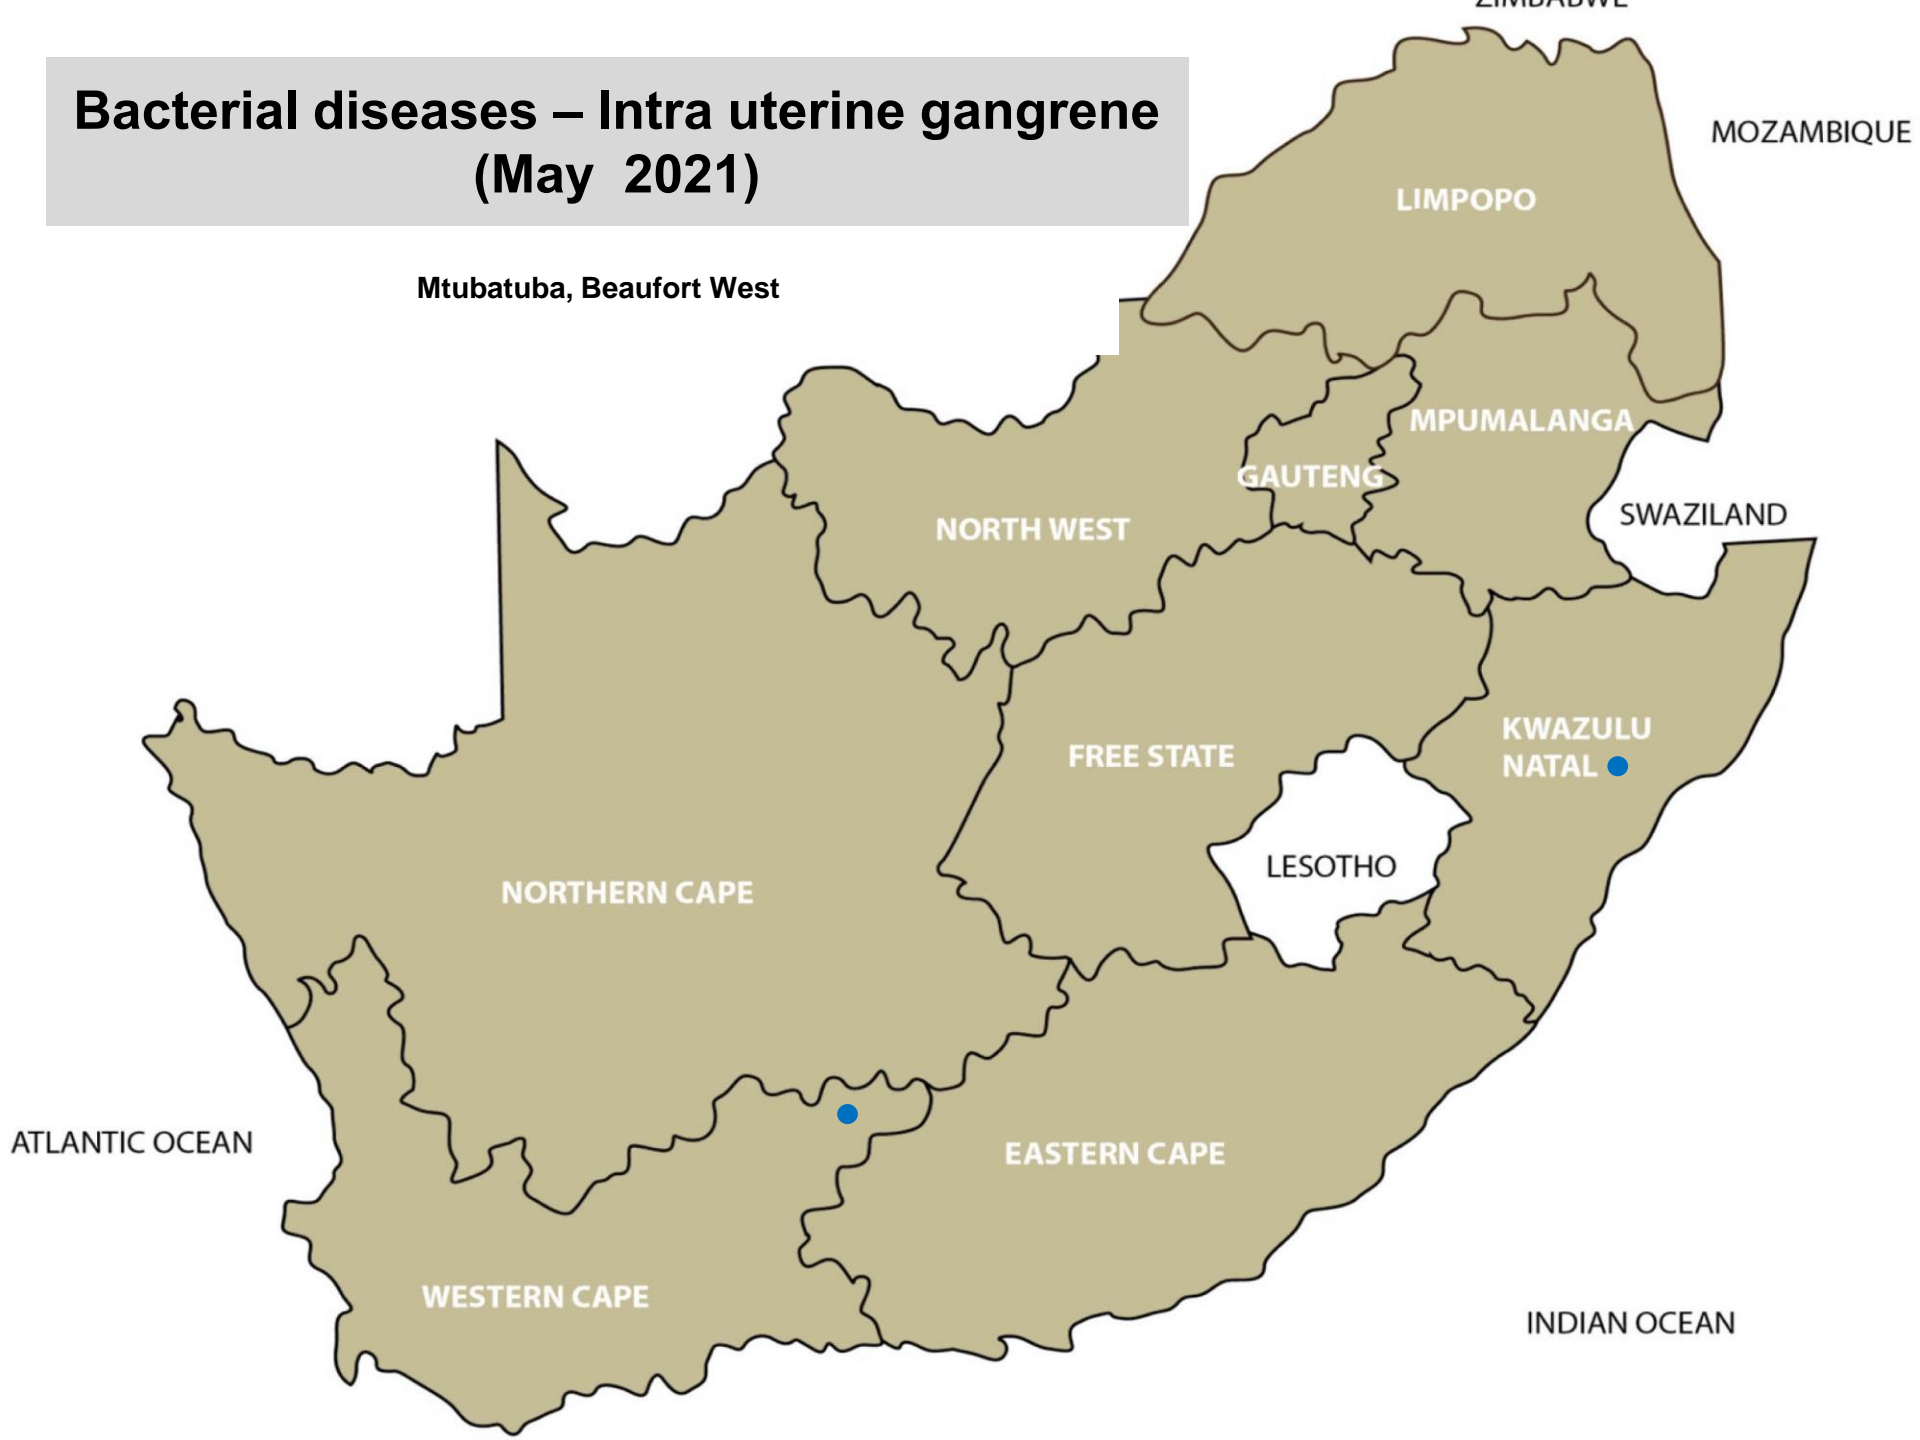 ZIMBABWE
Bacterial diseases – Intra uterine gangrene
(May 2021)
MOZAMBIQUE
LIMPOPO
Mtubatuba, Beaufort West
MPUMALANGA
GAUTENG
SWAZILAND
NORTH WEST
KWAZULU
NATAL
FREE STATE
LESOTHO
NORTHERN CAPE
ATLANTIC OCEAN
EASTERN CAPE
WESTERN CAPE
INDIAN OCEAN